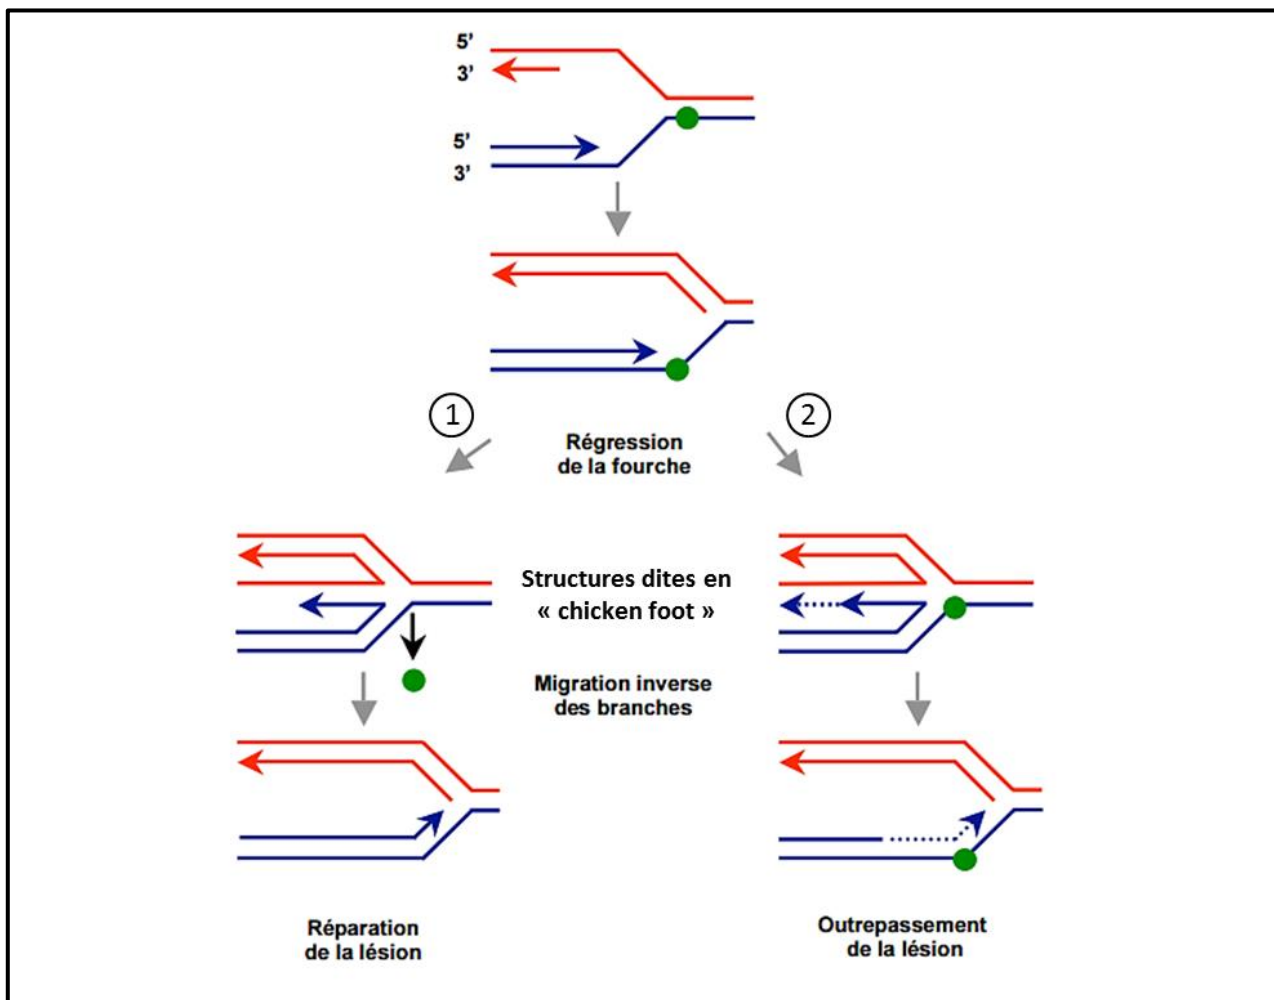 5’
3’
5’
3’
1
2
Régression
de la fourche
Structures dites en
« chicken foot »
Migration inverse
des branches
Réparation
de la lésion
Outrepassement
de la lésion